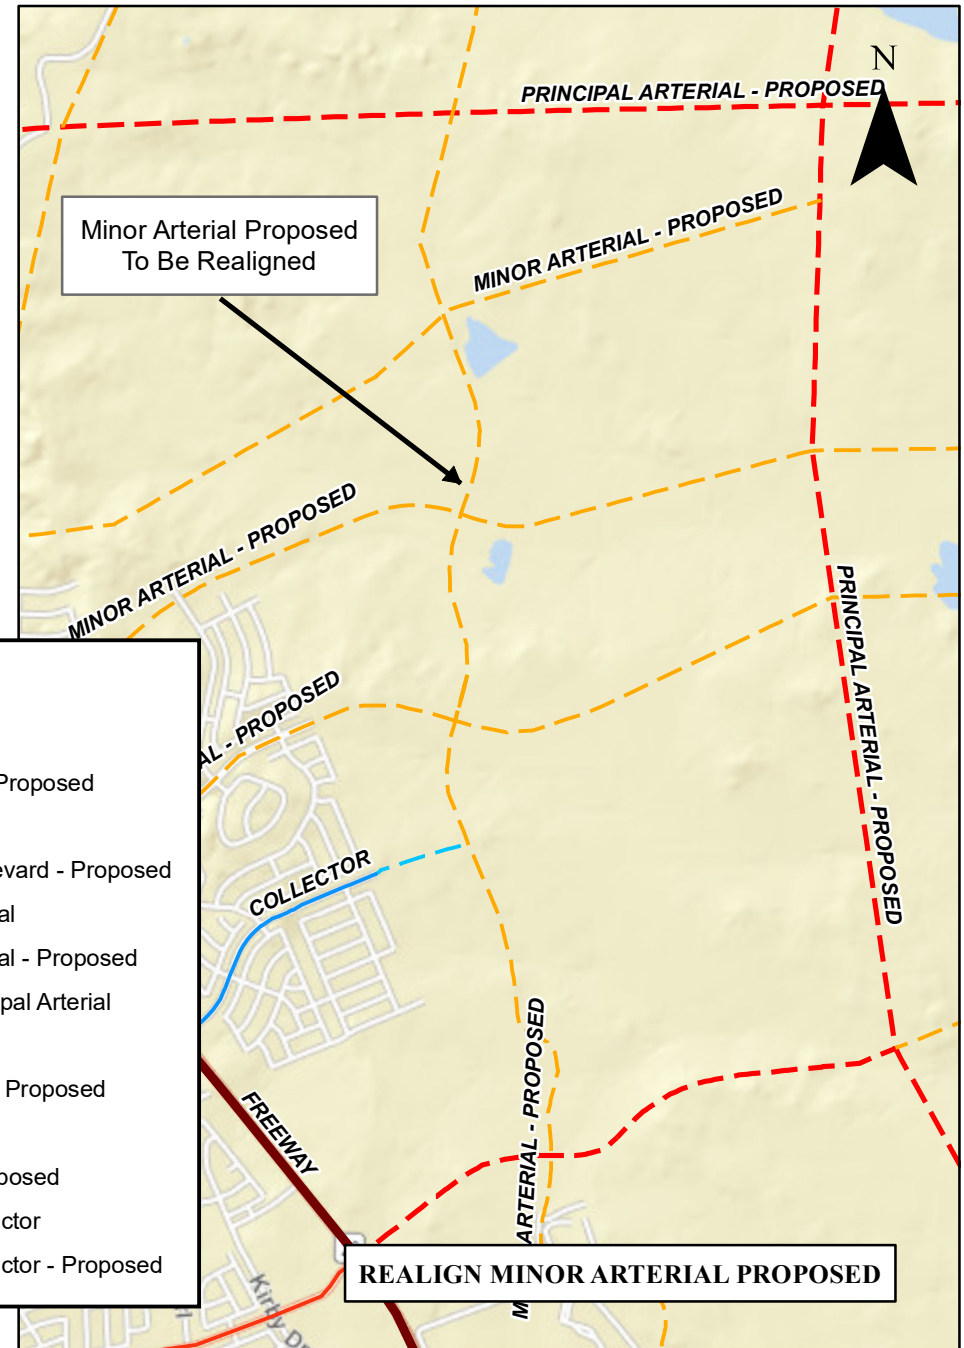 N
PRINCIPAL ARTERIAL - PROPOSED
Minor Arterial Proposed
To Be Realigned
MINOR ARTERIAL - PROPOSED
MINOR ARTERIAL - PROPOSED
PRINCIPAL ARTERIAL - PROPOSED
AL - PROPOSED
Proposed
evard - Proposed
al
al - Proposed
pal Arterial
Proposed
posed
ctor
ctor - Proposed
COLLECTOR
FREEWAY
M ARTERIAL - PROPOSED
REALIGN MINOR ARTERIAL PROPOSED
Kirby D